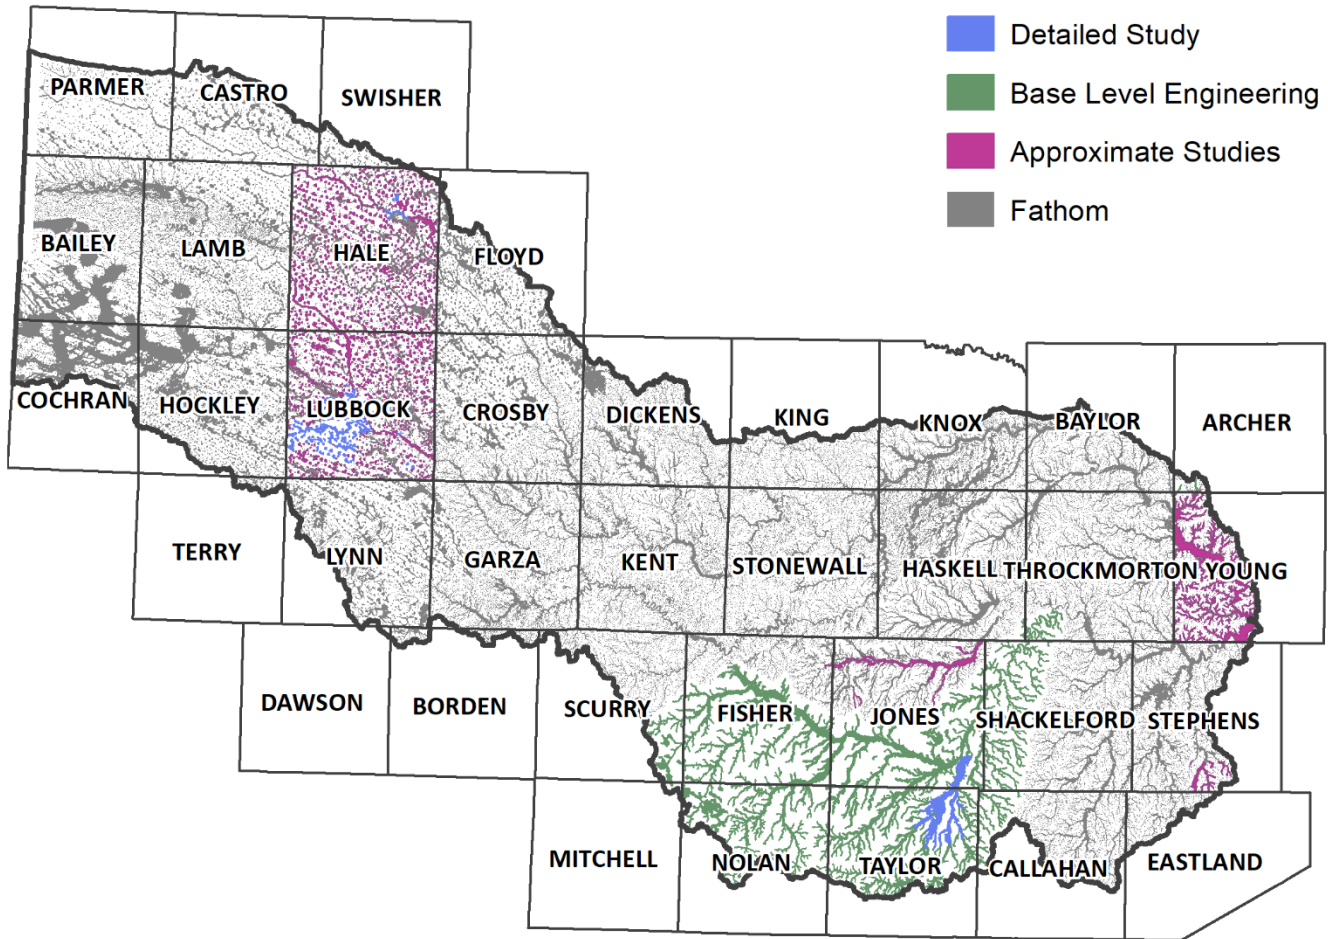 Detailed Study
Base Level Engineering
Approximate Studies
Fathom
PARMER
CASTRO
SWISHER
BAILEY
LAMB
HALE
FLOYD
COCHRAN
HOCKLEY
LUBBOCK
CROSBY
DICKENS
KING
KNOX
BAYLOR
ARCHER
TERRY
LYNN
GARZA
KENT
STONEWALL
HASKELL
THROCKMORTON
YOUNG
DAWSON
BORDEN
SCURRY
FISHER
JONES
SHACKELFORD
STEPHENS
MITCHELL
NOLAN
TAYLOR
CALLAHAN
EASTLAND